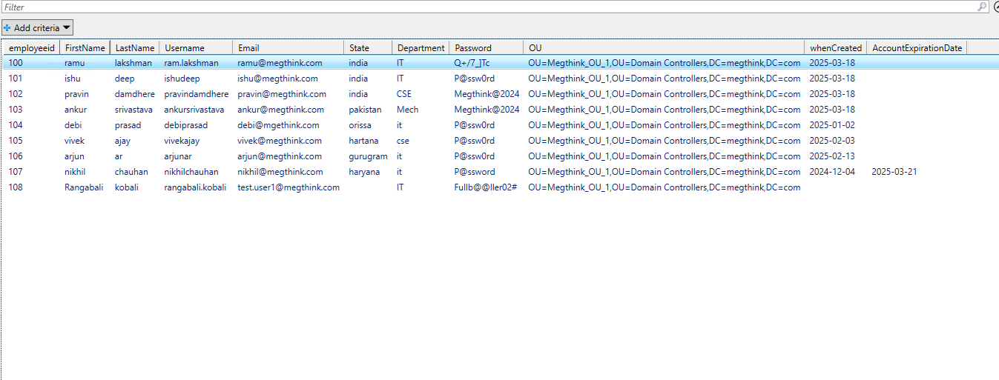 Filter
Add criteria
employeeid FirstName LastName Username Email State Department Password OU whenCreated AccountExpirationDate
100 ramu lakshman ram.lakshman ramu@megthink.com india IT Q+/7_]Tc OU=Megthink_OU_1,OU=Domain Controllers,DC=megthink,DC=com 2025-03-18
101 ishu deep ishudeep ishu@megthink.com india IT P@ssw0rd OU=Megthink_OU_1,OU=Domain Controllers,DC=megthink,DC=com 2025-03-18
102 pravin damdhere pravindamdhere pravin@megthink.com india CSE Megthink@2024 OU=Megthink_OU_1,OU=Domain Controllers,DC=megthink,DC=com 2025-03-18
103 ankur srivastava ankursrivastava ankur@megthink.com pakistan Mech Megthink@2024 OU=Megthink_OU_1,OU=Domain Controllers,DC=megthink,DC=com 2025-03-18
104 debi prasad debiprasad debi@mgethink.com orissa it P@ssw0rd OU=Megthink_OU_1,OU=Domain Controllers,DC=megthink,DC=com 2025-01-02
105 vivek ajay vivekajay vivek@megthink.com hartana cse P@ssw0rd OU=Megthink_OU_1,OU=Domain Controllers,DC=megthink,DC=com 2025-02-03
106 arjun ar arjunar arjun@megthink.com gurugram it P@ssw0rd OU=Megthink_OU_1,OU=Domain Controllers,DC=megthink,DC=com 2025-02-13
107 nikhil chauhan nikhilchauhan nikhil@megthink.com haryana it P@ssword OU=Megthink_OU_1,OU=Domain Controllers,DC=megthink,DC=com 2024-12-04 2025-03-21
108 Rangabali kobali rangabali.kobali test.user1@megthink.com IT Fullb@@ller02# OU=Megthink_OU_1,OU=Domain Controllers,DC=megthink,DC=com